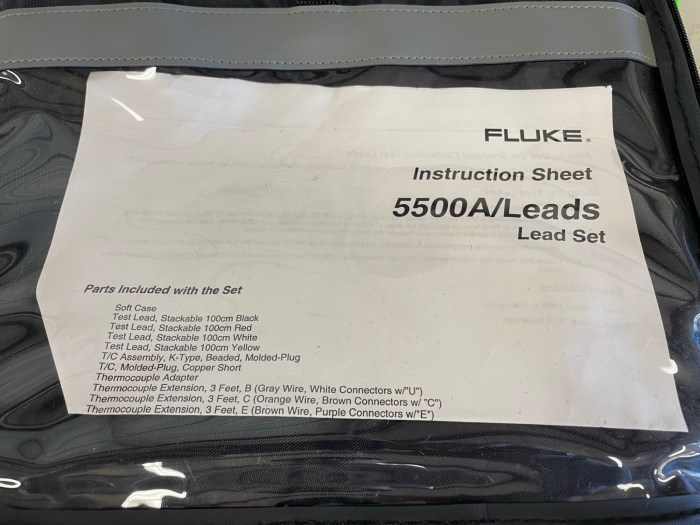 FLUKE®
Instruction Sheet
5500A/Leads
Lead Set
Parts Included with the Set
Soft Case
Test Lead, Stackable 100cm Black
Test Lead, Stackable 100cm Red
Test Lead, Stackable 100cm White
Test Lead, Stackable 100cm Yellow
T/C Assembly, K-Type, Beaded, Molded-Plug
T/C, Molded-Plug, Copper Short
Thermocouple Adapter
Thermocouple Extension, 3 Feet, B (Gray Wire, White Connectors w/"U")
Thermocouple Extension, 3 Feet, C (Orange Wire, Brown Connectors w/ "C")
Thermocouple Extension, 3 Feet, E (Brown Wire, Purple Connectors w/"E")